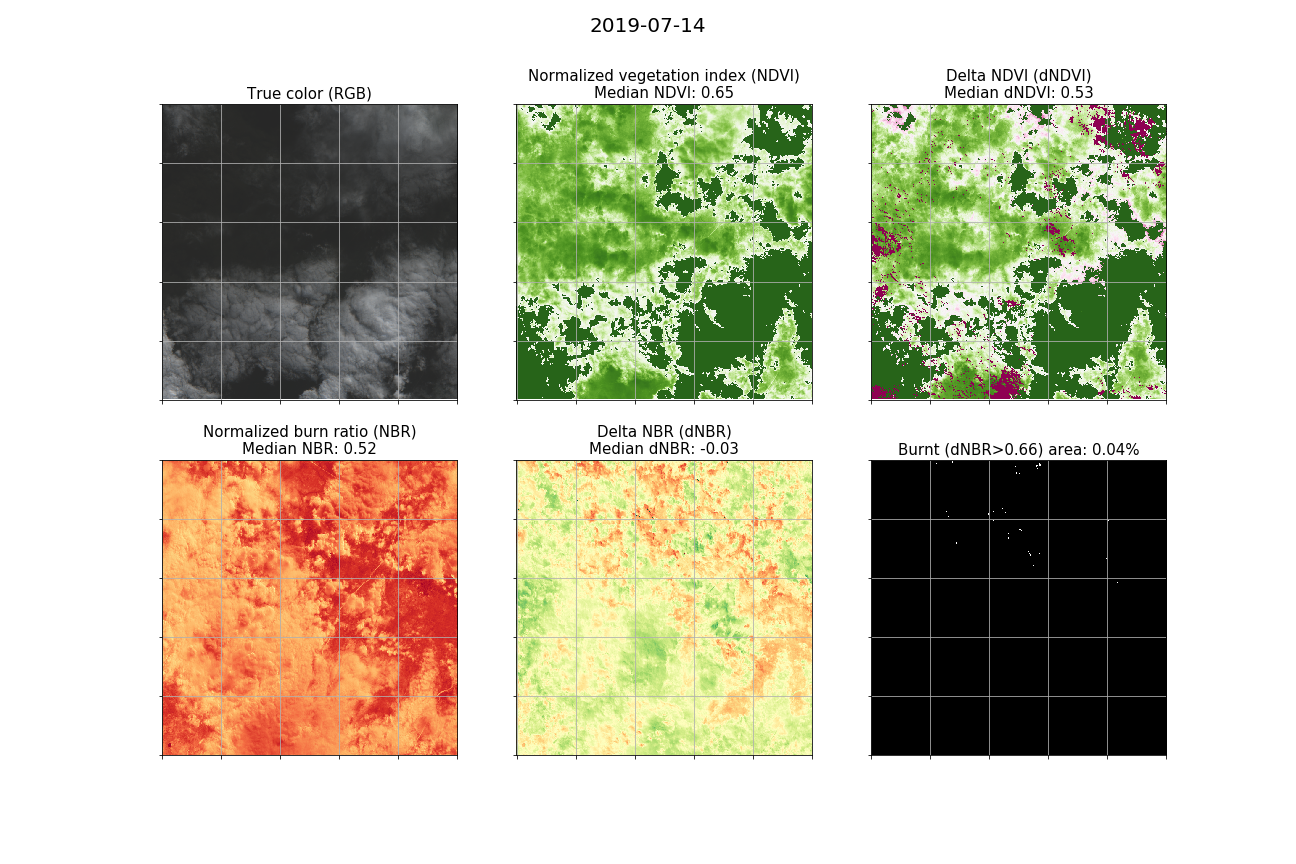 2019-07-14
True color (RGB)
Normalized vegetation index (NDVI)
Median NDVI: 0.65
Delta NDVI (dNDVI)
Median dNDVI: 0.53
Normalized burn ratio (NBR)
Median NBR: 0.52
Delta NBR (dNBR)
Median dNBR: -0.03
Burnt (dNBR>0.66) area: 0.04%